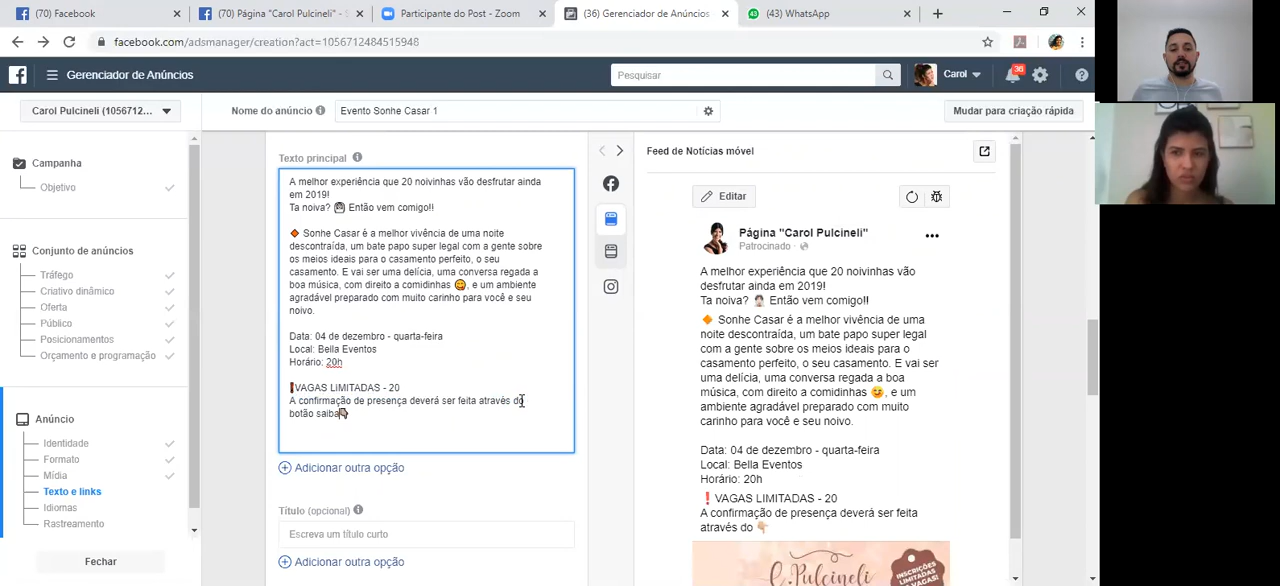 (70) Facebook
(70) Página "Carol Pulcineli" - S
Participante do Post - Zoom
(36) Gerenciador de Anúncios
(43) WhatsApp
facebook.com/adsmanager/creation?act=1056712484515948
Gerenciador de Anúncios
Pesquisar
Carol
36
Carol Pulcineli (105671 2...
Nome do anúncio
Evento Sonhe Casar 1
Mudar para criação rápida
Campanha
Objetivo
Conjunto de anúncios
Tráfego
Criativo dinâmico
Oferta
Público
Posicionamentos
Orçamento e programação
Anúncio
Identidade
Formato
Mídia
Texto e links
Idiomas
Rastreamento
Fechar
Texto principal
A melhor experiência que 20 noivinhas vão desfrutar ainda
em 2019!
Ta noiva? 👰 Então vem comigo!!
🔸 Sonhe Casar é a melhor vivência de uma noite
descontraída, um bate papo super legal com a gente sobre
os meios ideais para o casamento perfeito, o seu
casamento. E vai ser uma delícia, uma conversa regada a
boa música, com direito a comidinhas 😋, e um ambiente
agradável preparado com muito carinho para você e seu
noivo.
Data: 04 de dezembro - quarta-feira
Local: Bella Eventos
Horário: 20h
❗VAGAS LIMITADAS - 20
A confirmação de presença deverá ser feita através do
botão saiba👇
Adicionar outra opção
Título (opcional)
Escreva um título curto
Adicionar outra opção
Feed de Notícias móvel
Editar
Página "Carol Pulcineli"
Patrocinado
A melhor experiência que 20 noivinhas vão
desfrutar ainda em 2019!
Ta noiva? 👰 Então vem comigo!!
🔸 Sonhe Casar é a melhor vivência de uma
noite descontraída, um bate papo super legal
com a gente sobre os meios ideais para o
casamento perfeito, o seu casamento. E vai ser
uma delícia, uma conversa regada a boa
música, com direito a comidinhas 😋, e um
ambiente agradável preparado com muito
carinho para você e seu noivo.
Data: 04 de dezembro - quarta-feira
Local: Bella Eventos
Horário: 20h
❗VAGAS LIMITADAS - 20
A confirmação de presença deverá ser feita
através do 👇
C.Pulcineli
INSCRIÇÕES
LIMITADAS
VAGAS!